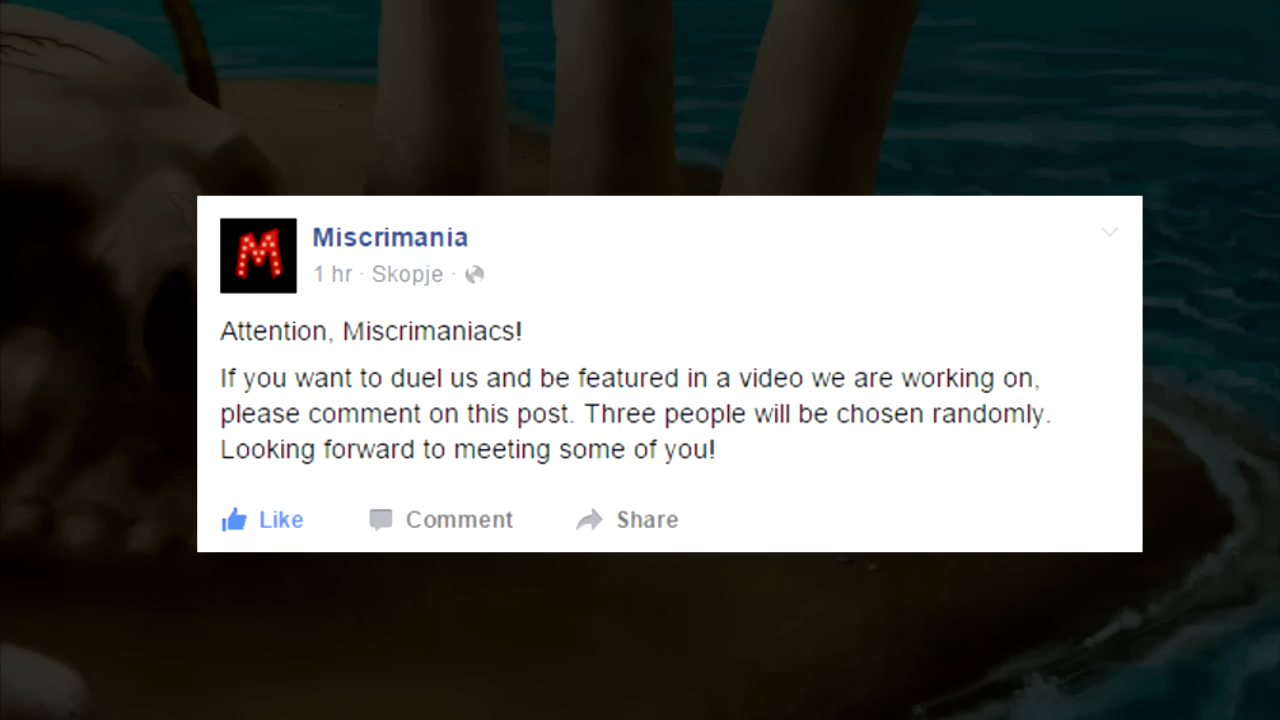 M
Miscrimania
1 hr · Skopje ·
Attention, Miscrimaniacs!
If you want to duel us and be featured in a video we are working on,
please comment on this post. Three people will be chosen randomly.
Looking forward to meeting some of you!
Like Comment Share